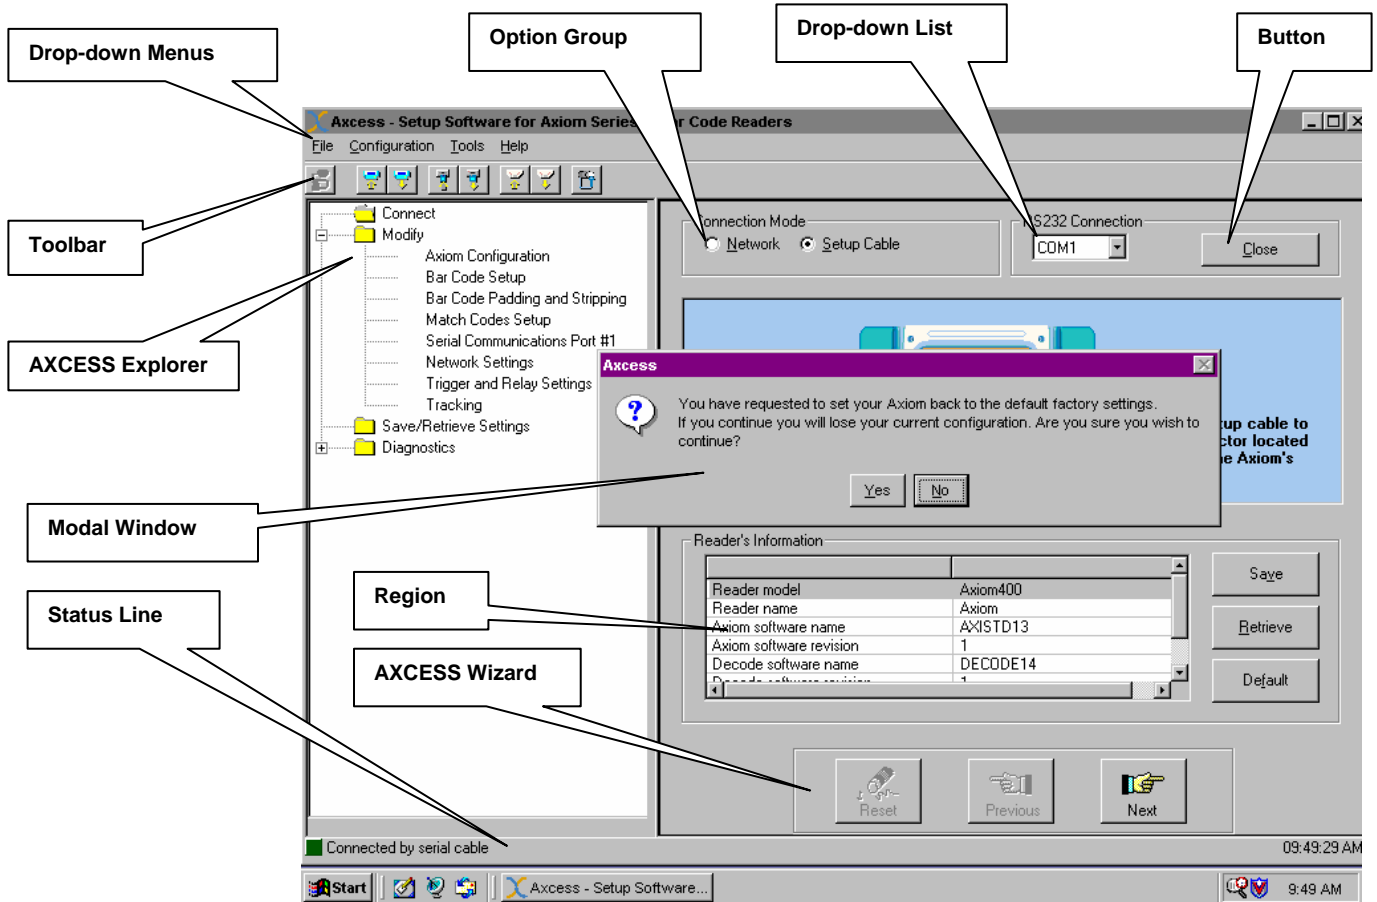 Option Group
Drop-down List
Button
Drop-down Menus
Axcess - Setup Software for Axiom Series
r Code Readers
File Configuration Tools Help
Toolbar
Connect
Modify
Axiom Configuration
Bar Code Setup
Bar Code Padding and Stripping
Match Codes Setup
Serial Communications Port #1
Network Settings
Trigger and Relay Settings
Tracking
Save/Retrieve Settings
Diagnostics
AXCESS Explorer
Connection Mode
Network Setup Cable
RS232 Connection
COM1
Close
Axcess
You have requested to set your Axiom back to the default factory settings.
If you continue you will lose your current configuration. Are you sure you wish to
continue?
Yes No
up cable to
ctor located
e Axiom's
Modal Window
Reader's Information
Reader model Axiom400
Reader name Axiom
Axiom software name AXISTD13
Axiom software revision 1
Decode software name DECODE14
Decode software revision 1
Save
Retrieve
Default
Region
Status Line
AXCESS Wizard
Reset
Previous
Next
Connected by serial cable
09:49:29 AM
Start
Axcess - Setup Software...
9:49 AM